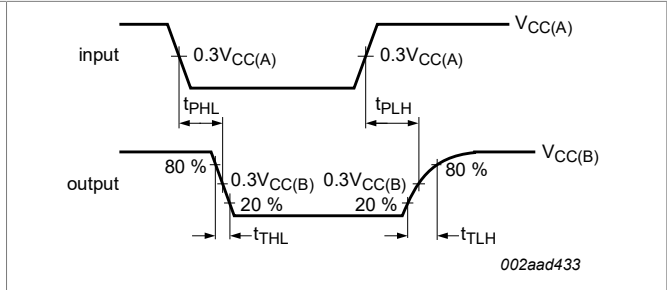 VCC(A)
input 0.3VCC(A) 0.3VCC(A)
tPHL tPLH
VCC(B)
80 % 80 %
output 0.3VCC(B) 0.3VCC(B)
20 % 20 %
tTHL tTLH
002aad433